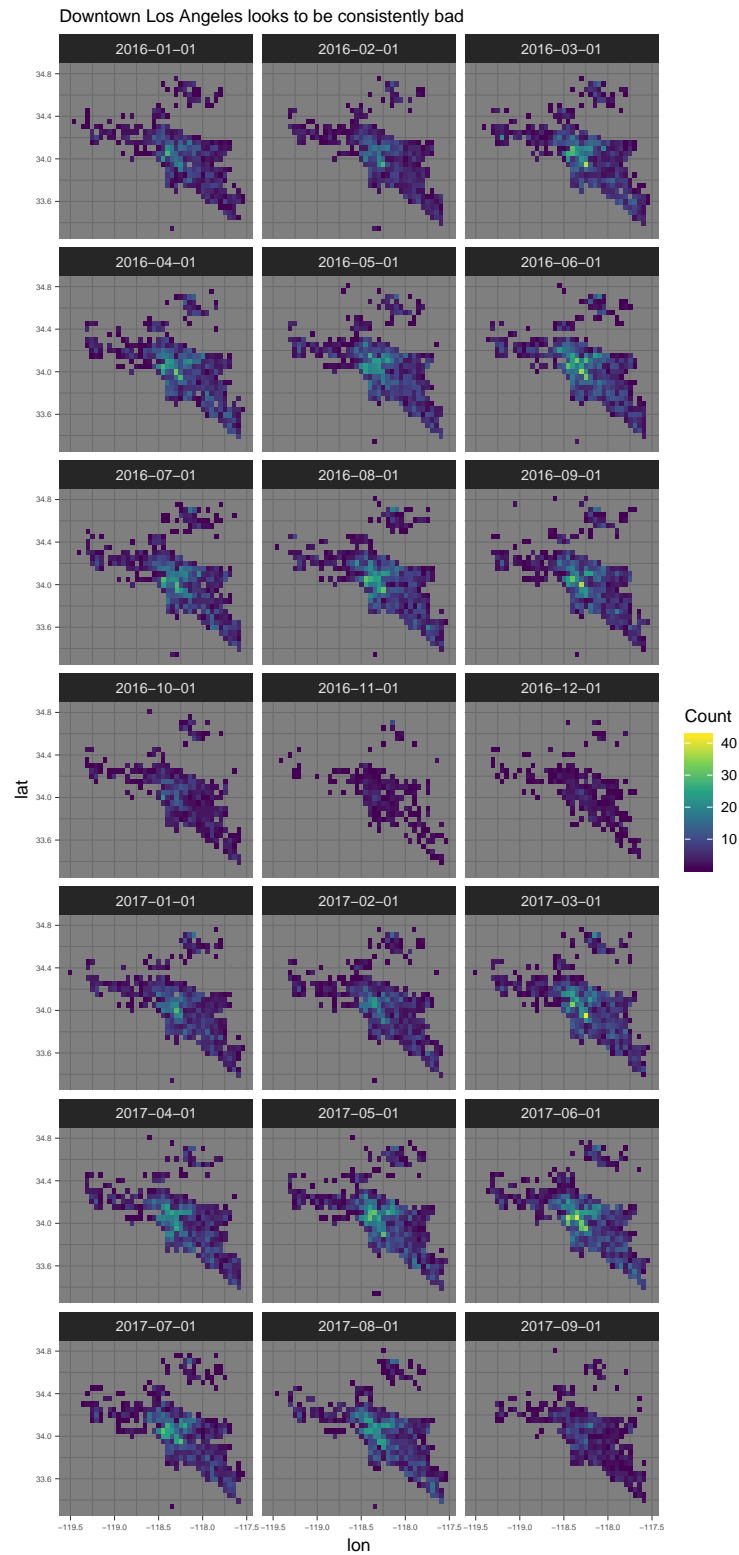 Downtown Los Angeles looks to be consistently bad
2016−01−01 2016−02−01 2016−03−01
34.8
34.4
34.0
33.6
2016−04−01 2016−05−01 2016−06−01
34.8
34.4
34.0
33.6
2016−07−01 2016−08−01 2016−09−01
34.8
34.4
34.0
33.6
2016−10−01 2016−11−01 2016−12−01
34.8
34.4
34.0
33.6
lat
Count
40
30
20
10
2017−01−01 2017−02−01 2017−03−01
34.8
34.4
34.0
33.6
2017−04−01 2017−05−01 2017−06−01
34.8
34.4
34.0
33.6
2017−07−01 2017−08−01 2017−09−01
34.8
34.4
34.0
33.6
−119.5 −119.0 −118.5 −118.0 −117.5 −119.5 −119.0 −118.5 −118.0 −117.5 −119.5 −119.0 −118.5 −118.0 −117.5
lon